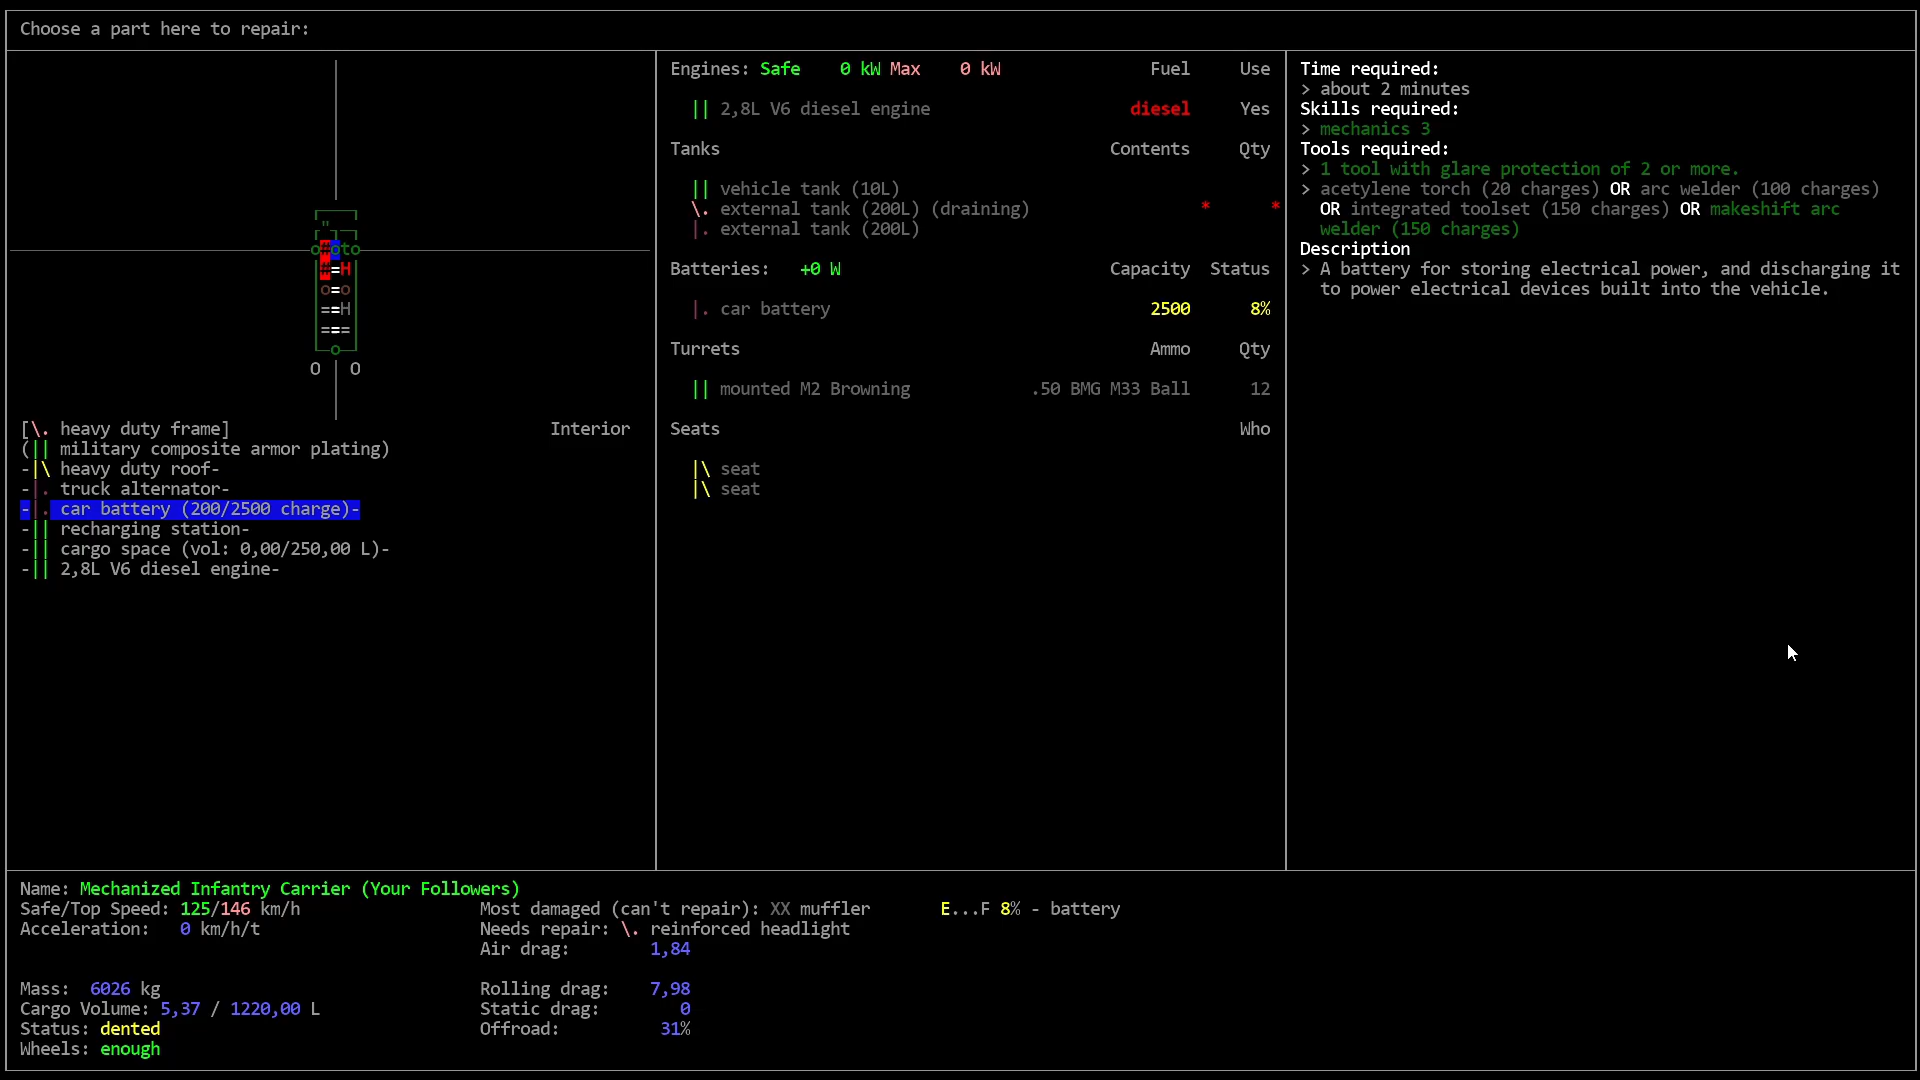 Choose a part here to repair:
[\. heavy duty frame] Interior
(|| military composite armor plating)
-|\ heavy duty roof-
-|. truck alternator-
-|. car battery (200/2500 charge)-
-|| recharging station-
-|| cargo space (vol: 0,00/250,00 L)-
-|| 2,8L V6 diesel engine-
Engines: Safe 0 kW Max 0 kW Fuel Use
|| 2,8L V6 diesel engine diesel Yes
Tanks Contents Qty
|| vehicle tank (10L)
\. external tank (200L) (draining) * *
|. external tank (200L)
Batteries: +0 W Capacity Status
|. car battery 2500 8%
Turrets Ammo Qty
|| mounted M2 Browning .50 BMG M33 Ball 12
Seats Who
|\ seat
|\ seat
Time required:
> about 2 minutes
Skills required:
> mechanics 3
Tools required:
> 1 tool with glare protection of 2 or more.
> acetylene torch (20 charges) OR arc welder (100 charges)
OR integrated toolset (150 charges) OR makeshift arc
welder (150 charges)
Description
> A battery for storing electrical power, and discharging it
to power electrical devices built into the vehicle.
Name: Mechanized Infantry Carrier (Your Followers)
Safe/Top Speed: 125/146 km/h
Acceleration: 0 km/h/t
Mass: 6026 kg
Cargo Volume: 5,37 / 1220,00 L
Status: dented
Wheels: enough
Most damaged (can't repair): XX muffler
Needs repair: \. reinforced headlight
Air drag: 1,84
Rolling drag: 7,98
Static drag: 0
Offroad: 31%
E...F 8% - battery